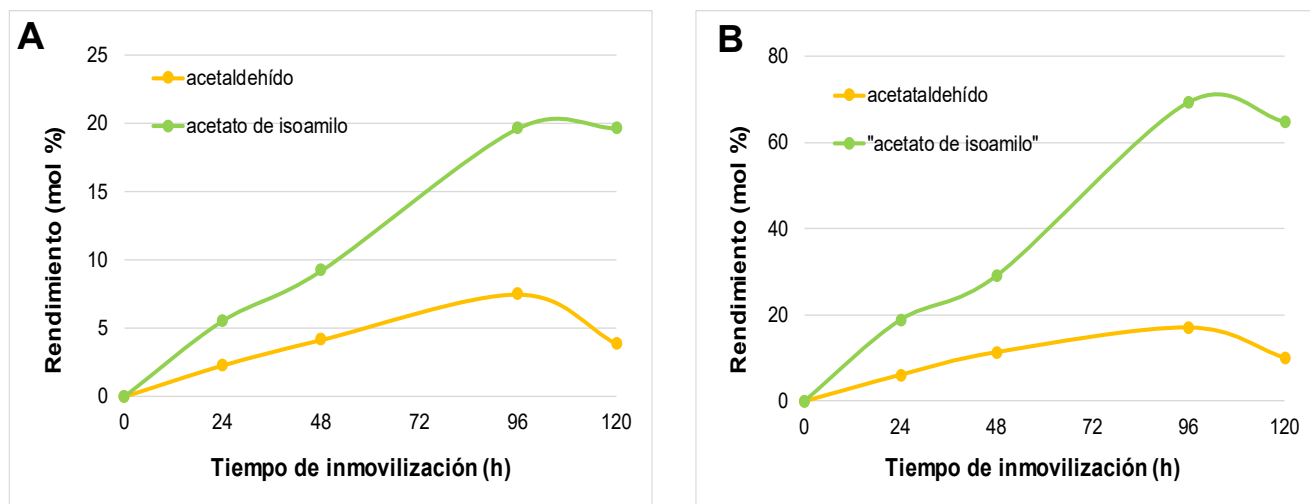 A
25
20
15
10
5
0
acetaldehído
acetato de isoamilo
Rendimiento (mol %)
0 24 48 72 96 120
Tiempo de inmovilización (h)
B
80
60
40
20
0
acetataldehído
"acetato de isoamilo"
Rendimiento (mol %)
0 24 48 72 96 120
Tiempo de inmovilización (h)